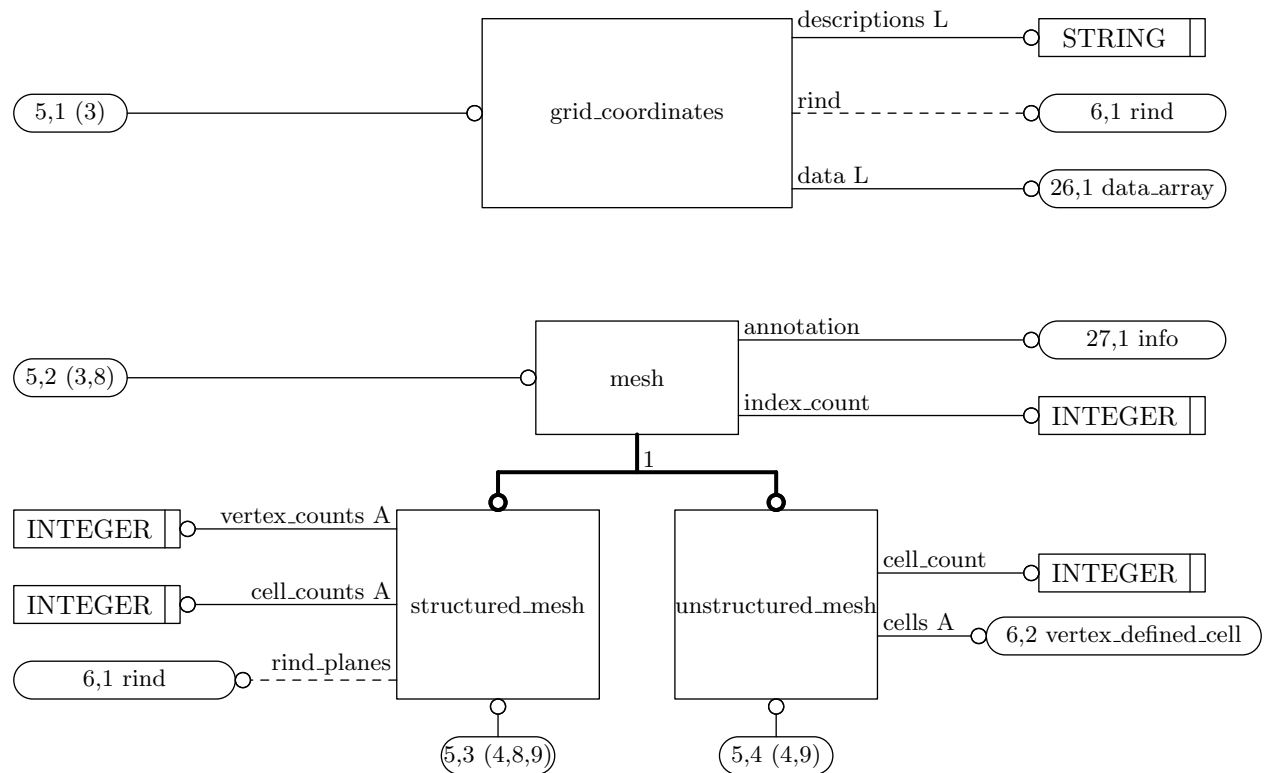 descriptions L
STRING
5,1 (3)
grid_coordinates
rind
6,1 rind
data L
26,1 data_array
annotation
27,1 info
5,2 (3,8)
mesh
index_count
INTEGER
1
vertex_counts A
INTEGER
cell_count
INTEGER
cell_counts A
INTEGER
structured_mesh
unstructured_mesh
cells A
6,2 vertex_defined_cell
rind_planes
6,1 rind
5,3 (4,8,9)
5,4 (4,9)